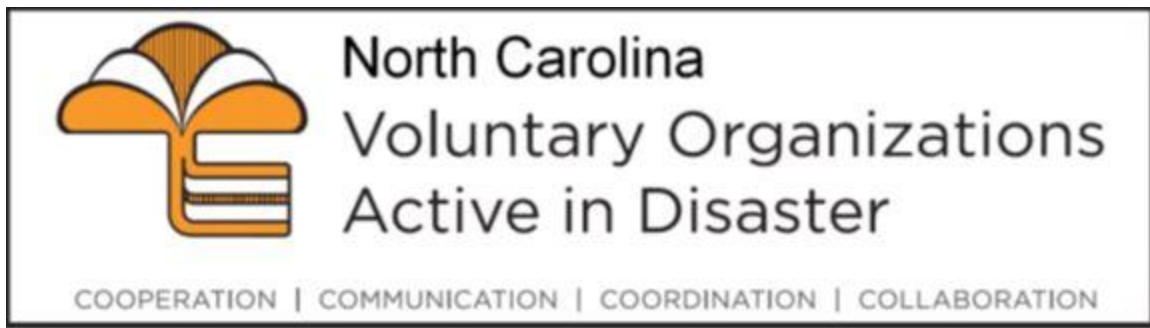 North Carolina
Voluntary Organizations
Active in Disaster
COOPERATION | COMMUNICATION | COORDINATION | COLLABORATION